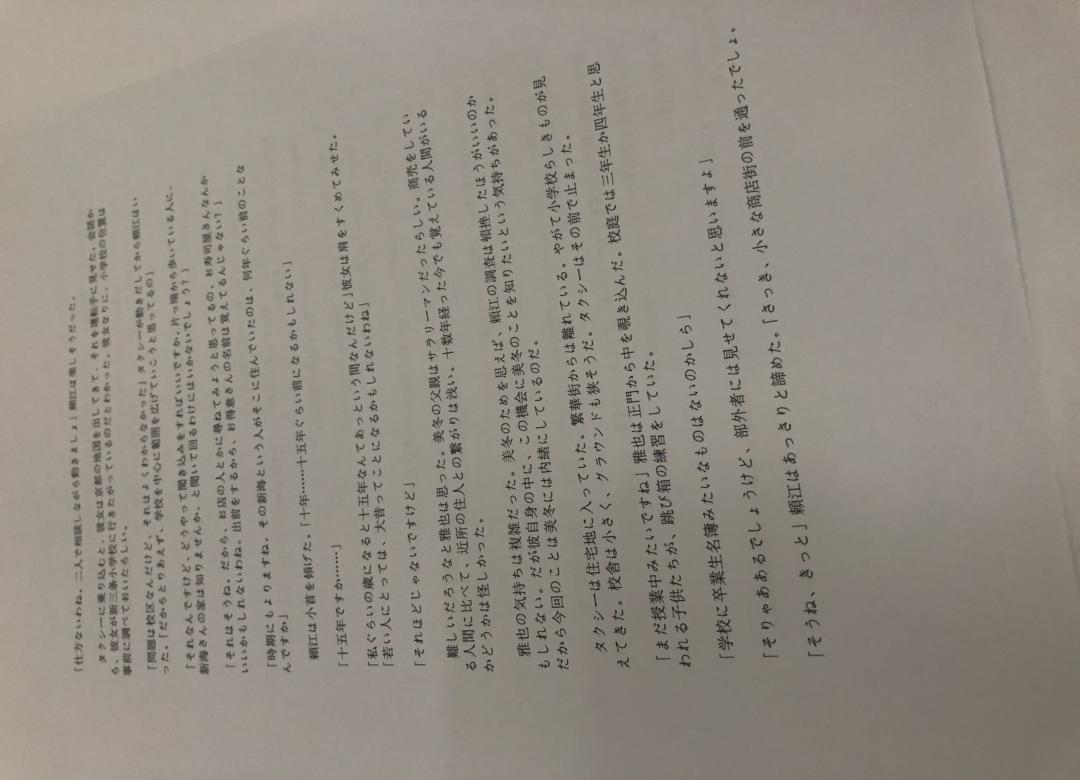 「仕方ないわね。二人で相談しながら動きましょ」頼江は楽しそうだった。
タクシーに乗り込むと、彼女は京都の地図を出してきて、それを運転手に見せた。会話か
ら、彼女が新三条小学校に行きたがっているのだとわかった。彼女なりに、小学校の位置は
事前に調べておいたらしい。
「問題は校区なんだけど、それはよくわからなかった」タクシーが動きだしてから頼江はい
った。「だからとりあえず、学校を中心に範囲を広げていこうと思ってるの」
「それなんですけど、どうやって聞き込みをすればいいですか。片っ端から歩いている人に、
新海さんの家は知りませんか、と聞いて回るわけにはいかないでしょう？」
「それはそうね。だから、お店の人とかに尋ねてみようと思ってるの。お寿司屋さんなんか
いいかもしれないわね。出前をするから、お得意さんの名前は覚えてるんじゃない？」
「時期にもよりますね。その新海という人がそこに住んでいたのは、何年ぐらい前のことな
んですか」
頼江は小首を傾げた。「十年……十五年ぐらい前になるかもしれない」
「十五年ですか……」
「私ぐらいの歳になると十五年なんてあっという間なんだけど」彼女は肩をすくめてみせた。
「若い人にとっては、大昔ってことになるかもしれないわね」
「それほどじゃないですけど」
難しいだろうなと雅也は思った。美冬の父親はサラリーマンだったらしい。商売をしてい
る人間に比べて、近所の住人との繋がりは浅い。十数年経った今でも覚えている人間がいる
かどうかは怪しかった。
雅也の気持ちは複雑だった。美冬のためを思えば、頼江の調査は頓挫したほうがいいのか
もしれない。だが彼自身の中に、この機会に美冬のことを知りたいという気持ちがあった。
だから今回のことは美冬には内緒にしているのだ。
タクシーは住宅地に入っていた。繁華街からは離れている。やがて小学校らしきものが見
えてきた。校舎は小さく、グラウンドも狭そうだ。タクシーはその前で止まった。
「まだ授業中みたいですね」雅也は正門から中を覗き込んだ。校庭では三年生か四年生と思
われる子供たちが、跳び箱の練習をしていた。
「学校に卒業生名簿みたいなものはないのかしら」
「そりゃああるでしょうけど、部外者には見せてくれないと思いますよ」
「そうね、きっと」頼江はあっさりと諦めた。「さっき、小さな商店街の前を通ったでしょ。